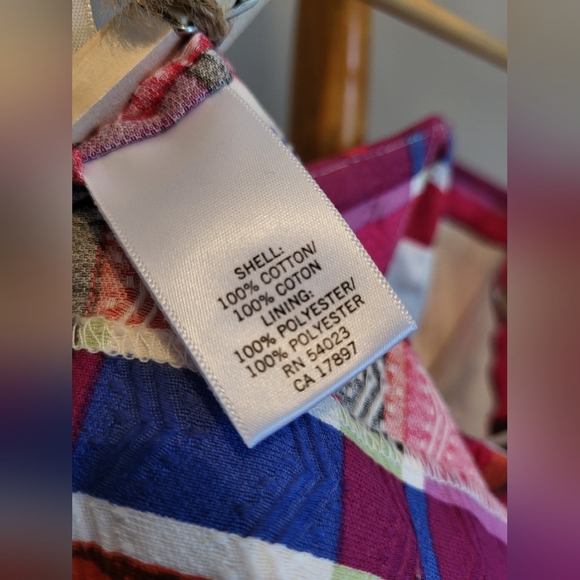 SHELL:
100% COTTON/
100% COTON
LINING:
100% POLYESTER/
100% POLYESTER
RN 54023
CA 17897